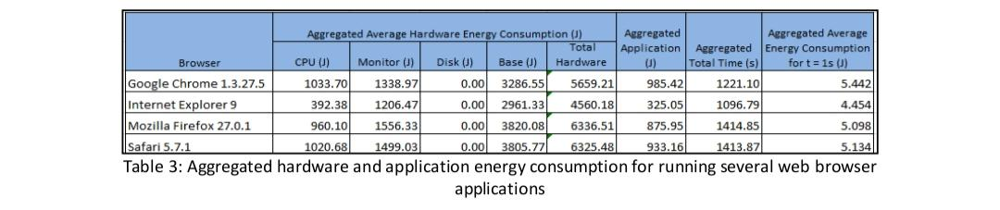 Aggregated Average Hardware Energy Consumption (J) Aggregated Aggregated Average
Total Application Aggregated Energy Consumption
Browser CPU (J) Monitor (J) Disk (J) Base (J) Hardware (J) Total Time (s) for t = 1s (J)
Google Chrome 1.3.27.5 1033.70 1338.97 0.00 3286.55 5659.21 985.42 1221.10 5.442
Internet Explorer 9 392.38 1206.47 0.00 2961.33 4560.18 325.05 1096.79 4.454
Mozilla Firefox 27.0.1 960.10 1556.33 0.00 3820.08 6336.51 875.95 1414.85 5.098
Safari 5.7.1 1020.68 1499.03 0.00 3805.77 6325.48 933.16 1413.87 5.134
Table 3: Aggregated hardware and application energy consumption for running several web browser
applications